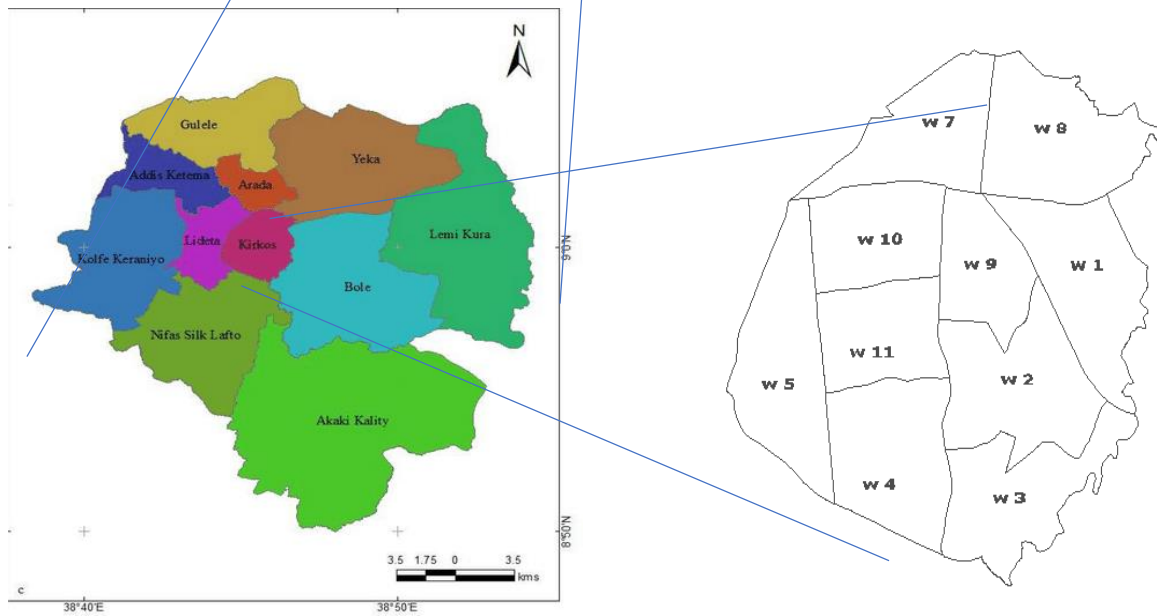 N
Gulele
Yeka
Addis Ketema
Arada
Lideta
Kirkos
Lemi Kura
Kolfe Keraniyo
Bole
Nifas Silk Lafto
Akaki Kality
9°0'N
8°50'N
3.5 1.75 0 3.5
kms
c
38°40'E
38°50'E
w 7
w 8
w 10
w 9
w 1
w 11
w 5
w 2
w 4
w 3